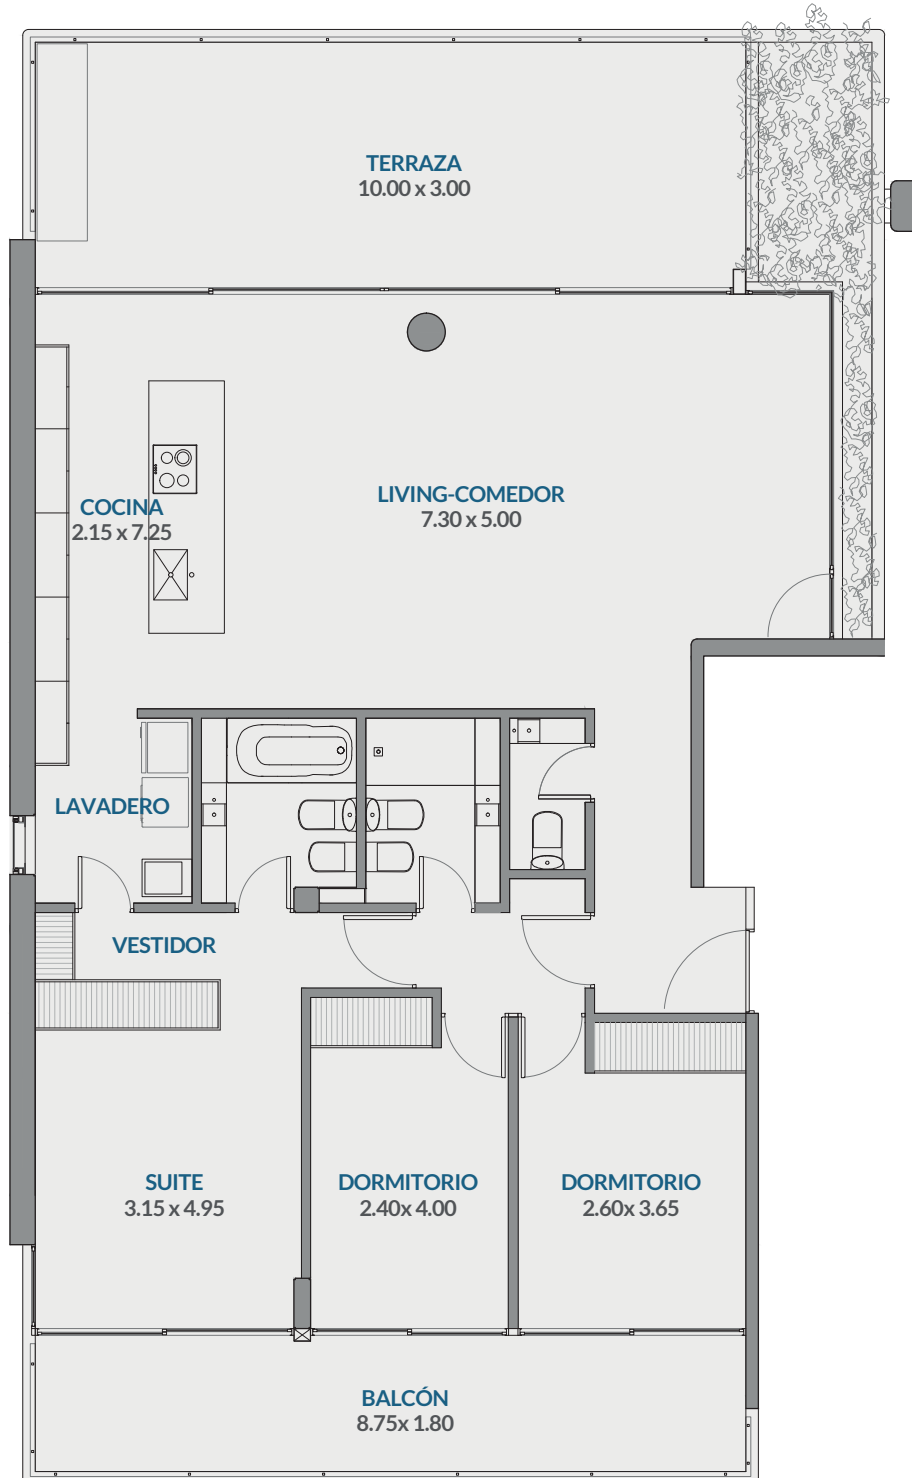 TERRAZA
10.00 x 3.00
COCINA
2.15 x 7.25
LIVING-COMEDOR
7.30 x 5.00
LAVADERO
VESTIDOR
SUITE
3.15 x 4.95
DORMITORIO
2.40x 4.00
DORMITORIO
2.60x 3.65
BALCÓN
8.75x 1.80